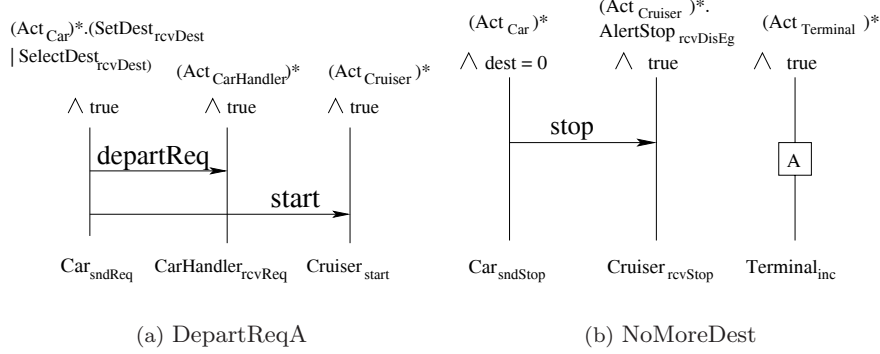 (Act Car)*.(SetDest rcvDest
| SelectDest rcvDest)
(Act CarHandler)*
(Act Cruiser)*
∧ true
∧ true
∧ true
departReq
start
Car sndReq
CarHandler rcvReq
Cruiser start
(a) DepartReqA
(Act Car)*
(Act Cruiser)*.
AlertStop rcvDisEg
(Act Terminal)*
∧ dest = 0
∧ true
∧ true
stop
A
Car sndStop
Cruiser rcvStop
Terminal inc
(b) NoMoreDest